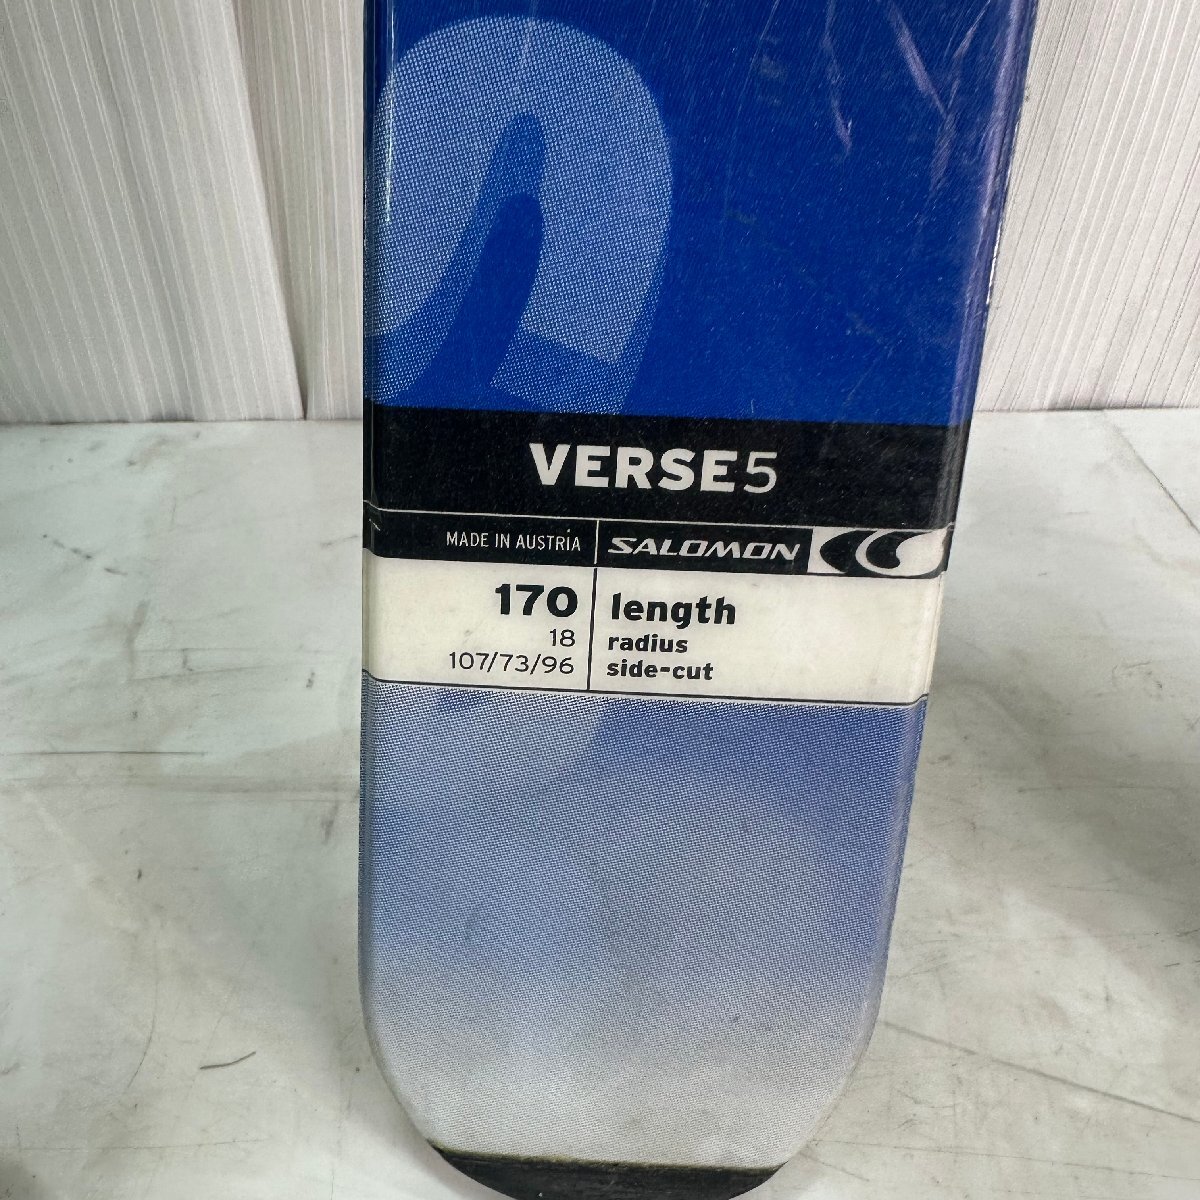 VERSE5
MADE IN AUSTRIA SALOMON
170 length
18 radius
107/73/96 side-cut